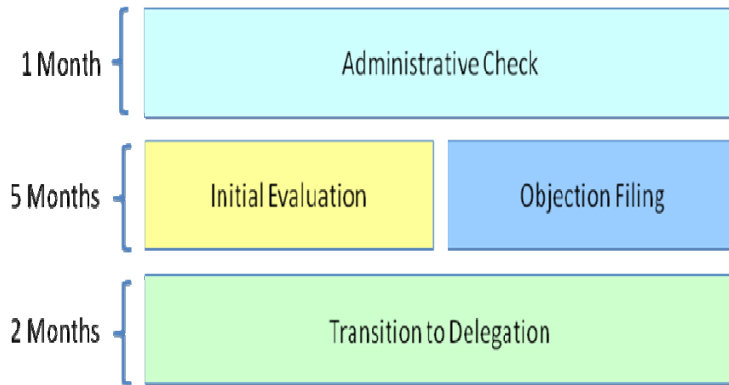 1 Month
Administrative Check
5 Months
Initial Evaluation
Objection Filing
2 Months
Transition to Delegation